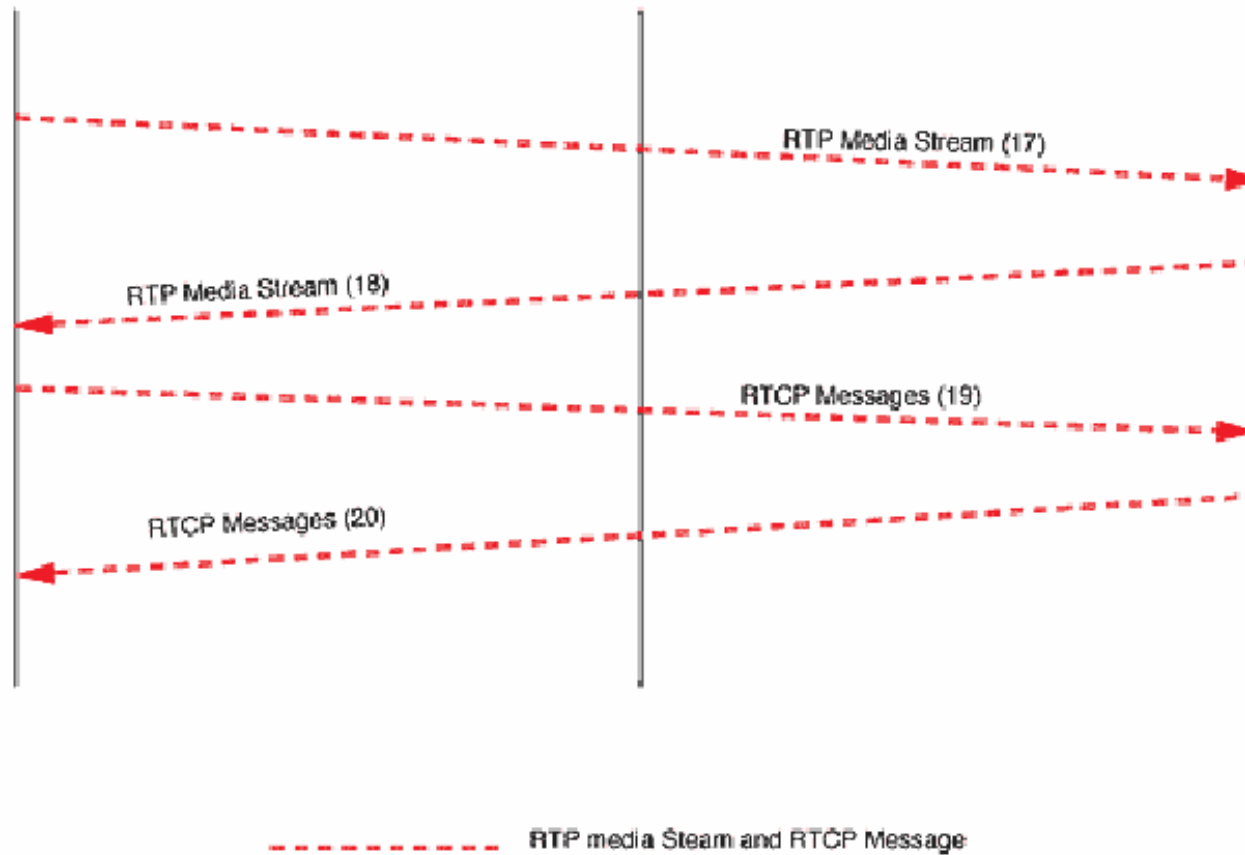 RTP Media Stream (17)
RTP Media Stream (18)
RTCP Messages (19)
RTCP Messages (20)
RTP media Steam and RTCP Message